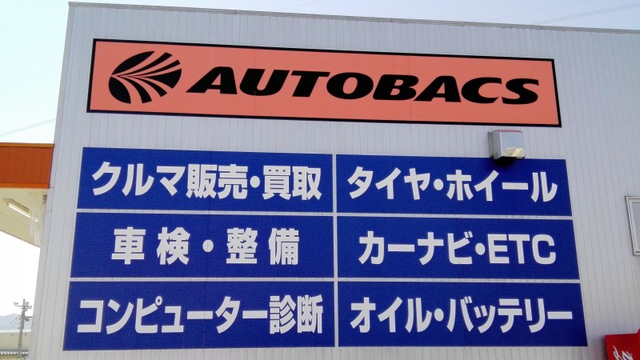 AUTOBACS
クルマ販売・買取
タイヤ・ホイール
車検・整備
カーナビ・ETC
コンピューター診断
オイル・バッテリー